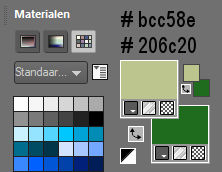 Materialen
# bcc58e
# 206c20
Standaar...